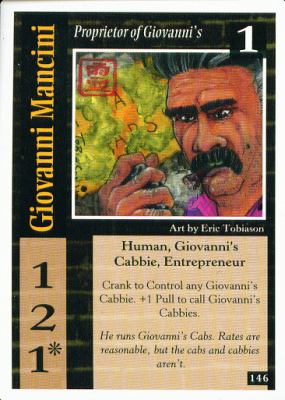 Proprietor of Giovanni's
1
Giovanni Mancini
Art by Eric Tobiason
Human, Giovanni's
Cabbie, Entrepreneur
Crank to Control any Giovanni's
Cabbie. +1 Pull to call Giovanni's
Cabbies.
He runs Giovanni's Cabs. Rates are
reasonable, but the cabs and cabbies
aren't.
1
2
1*
146